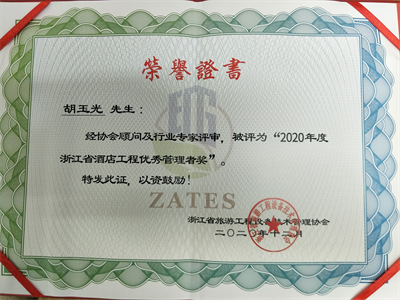 榮譽證書
胡玉光 先生：
经协会顾问及行业专家评审，被评为“2020年度
浙江省酒店工程优秀管理者奖”。
特发此证，以资鼓励！
ZATES
浙江省旅游工程设备技术管理协会
二〇二〇年十二月